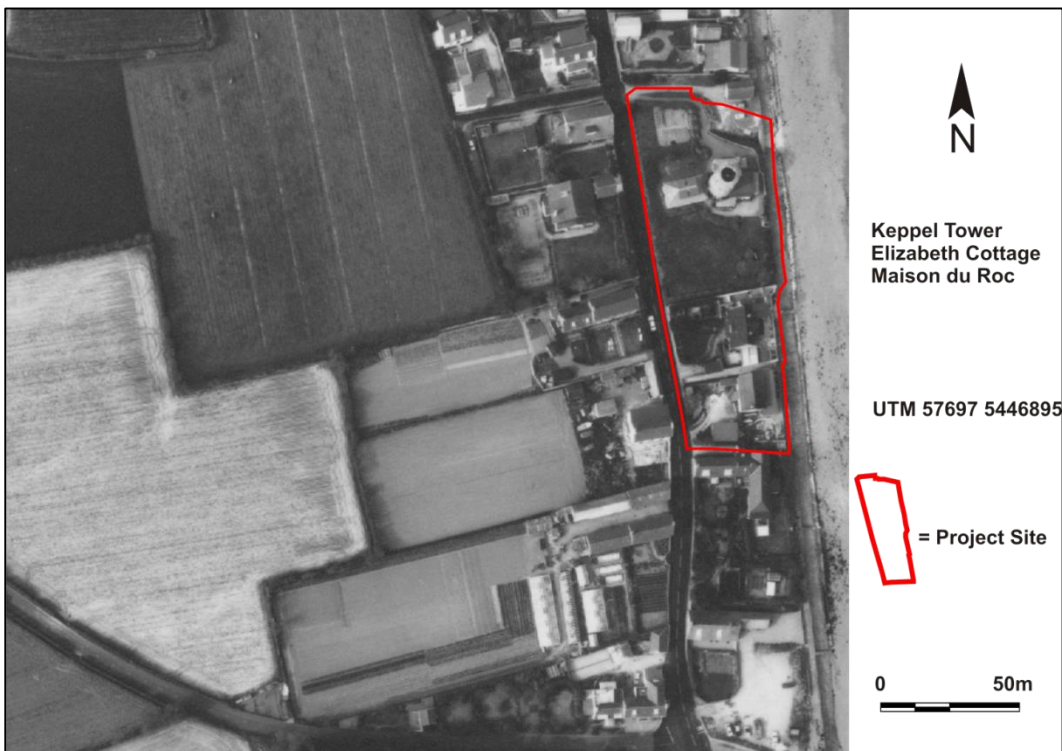 N
Keppel Tower
Elizabeth Cottage
Maison du Roc
UTM 57697 5446895
= Project Site
0 50m